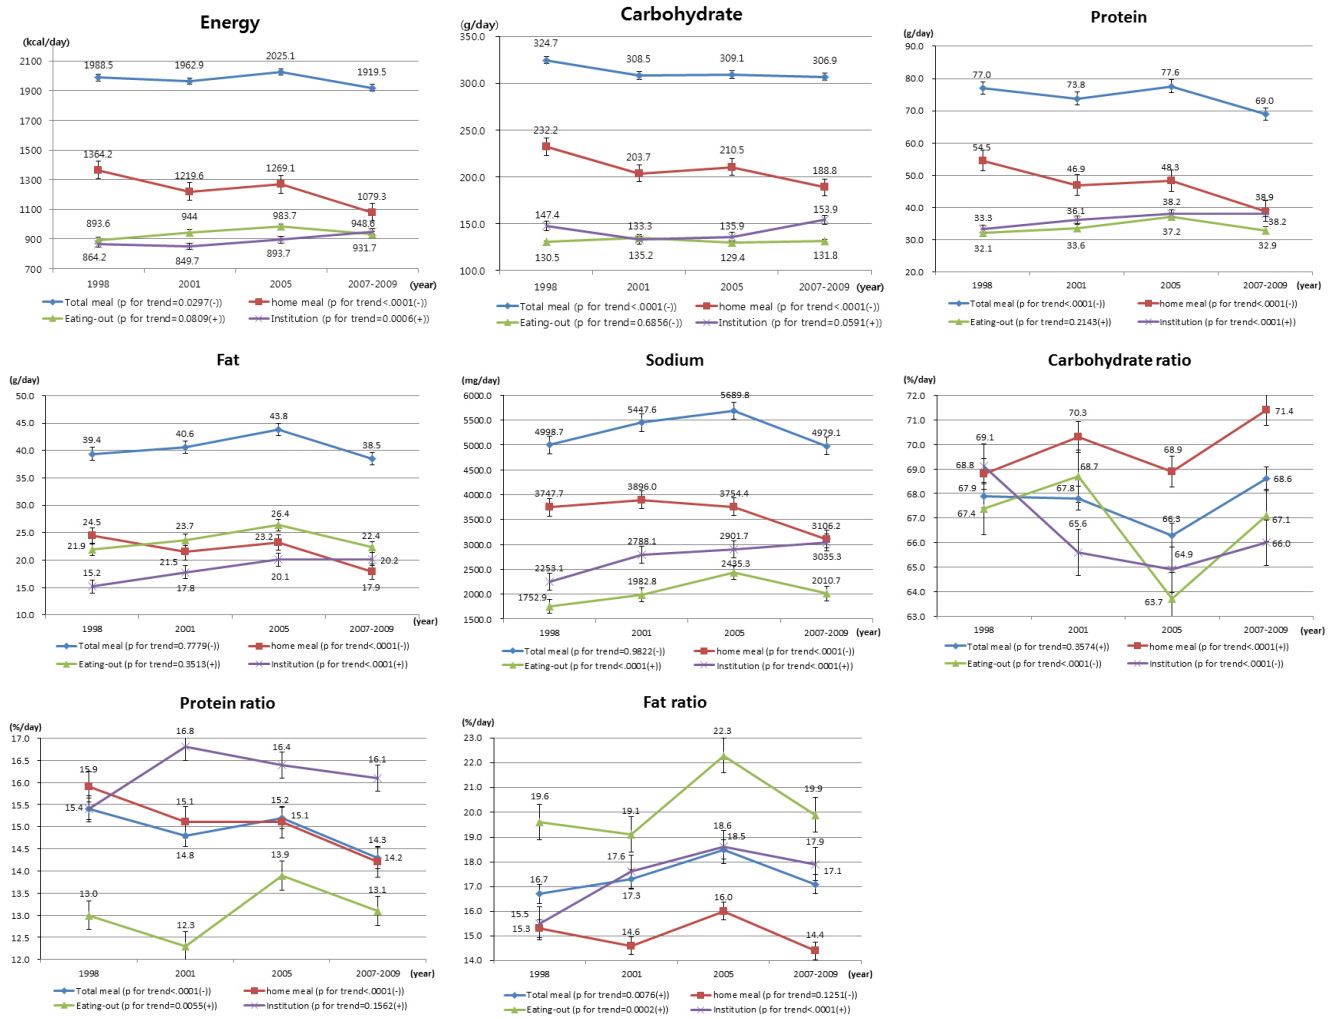 Energy
(kcal/day)
2100
1900
1700
1500
1300
1100
900
700
1988.5 1962.9 2025.1 1919.5
1364.2 1219.6 1269.1 1079.3
893.6 944 983.7 948.6
864.2 849.7 893.7 931.7
1998 2001 2005 2007-2009 (year)
Total meal (p for trend=0.0297(-)) home meal (p for trend<.0001(-))
Eating-out (p for trend=0.0809(+)) Institution (p for trend=0.0006(+))
Carbohydrate
(g/day)
350.0
300.0
250.0
200.0
150.0
100.0
324.7 308.5 309.1 306.9
232.2 203.7 210.5 188.8
147.4 133.3 135.9 153.9
130.5 135.2 129.4 131.8
1998 2001 2005 2007-2009 (year)
Total meal (p for trend<.0001(-)) home meal (p for trend<.0001(-))
Eating-out (p for trend=0.6856(-)) Institution (p for trend=0.0591(+))
Protein
(g/day)
90.0
80.0
70.0
60.0
50.0
40.0
30.0
20.0
77.0 73.8 77.6 69.0
54.5 46.9 48.3 38.9
33.3 36.1 38.2 38.2
32.1 33.6 37.2 32.9
1998 2001 2005 2007-2009 (year)
Total meal (p for trend<.0001(-)) home meal (p for trend<.0001(-))
Eating-out (p for trend=0.2143(+)) Institution (p for trend<.0001(+))
Fat
(g/day)
50.0
45.0
40.0
35.0
30.0
25.0
20.0
15.0
10.0
39.4 40.6 43.8 38.5
24.5 23.7 26.4 22.4
21.9 21.5 23.2 20.2
15.2 17.8 20.1 17.9
1998 2001 2005 2007-2009 (year)
Total meal (p for trend=0.7779(-)) home meal (p for trend<.0001(-))
Eating-out (p for trend=0.3513(+)) Institution (p for trend<.0001(+))
Sodium
(mg/day)
6000.0
5500.0
5000.0
4500.0
4000.0
3500.0
3000.0
2500.0
2000.0
1500.0
4998.7 5447.6 5689.8 4979.1
3747.7 3896.0 3754.4 3106.2
2253.1 2788.1 2901.7 3035.3
1752.9 1982.8 2435.3 2010.7
1998 2001 2005 2007-2009 (year)
Total meal (p for trend=0.9822(-)) home meal (p for trend<.0001(-))
Eating-out (p for trend<.0001(+)) Institution (p for trend<.0001(+))
Carbohydrate ratio
(%/day)
72.0
71.0
70.0
69.0
68.0
67.0
66.0
65.0
64.0
63.0
69.1 70.3 68.9 71.4
68.8 68.7 66.3 68.6
67.9 67.8 64.9 67.1
67.4 65.6 63.7 66.0
1998 2001 2005 2007-2009 (year)
Total meal (p for trend=0.3574(+)) home meal (p for trend<.0001(+))
Eating-out (p for trend<.0001(-)) Institution (p for trend<.0001(-))
Protein ratio
(%/day)
17.0
16.5
16.0
15.5
15.0
14.5
14.0
13.5
13.0
12.5
12.0
16.8 16.4 16.1
15.9 15.1 15.2 14.3
15.4 14.8 15.1 14.2
13.0 12.3 13.9 13.1
1998 2001 2005 2007-2009 (year)
Total meal (p for trend<.0001(-)) home meal (p for trend<.0001(-))
Eating-out (p for trend=0.0055(+)) Institution (p for trend=0.1562(+))
Fat ratio
(%/day)
23.0
22.0
21.0
20.0
19.0
18.0
17.0
16.0
15.0
14.0
19.6 19.1 22.3 19.9
16.7 17.6 18.6 17.9
15.5 17.3 18.5 17.1
15.3 14.6 16.0 14.4
1998 2001 2005 2007-2009 (year)
Total meal (p for trend=0.0076(+)) home meal (p for trend=0.1251(-))
Eating-out (p for trend=0.0002(+)) Institution (p for trend<.0001(+))